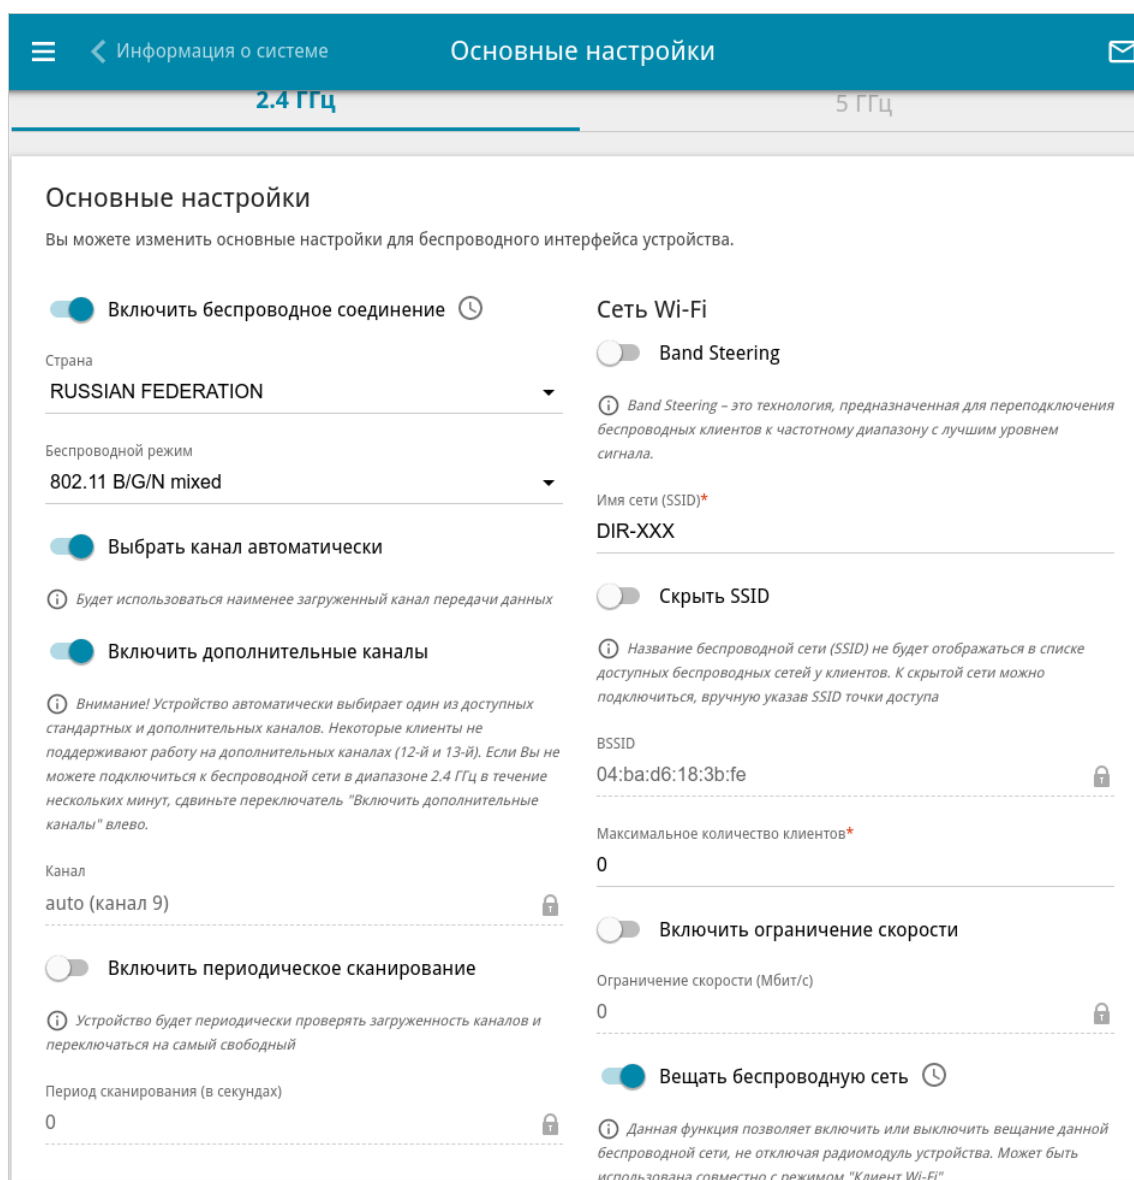 Информация о системе
Основные настройки
2.4 ГГц
5 ГГц
Основные настройки
Вы можете изменить основные настройки для беспроводного интерфейса устройства.
Включить беспроводное соединение
Страна
RUSSIAN FEDERATION
Беспроводной режим
802.11 B/G/N mixed
Выбрать канал автоматически
Будет использоваться наименее загруженный канал передачи данных
Включить дополнительные каналы
Внимание! Устройство автоматически выбирает один из доступных
стандартных и дополнительных каналов. Некоторые клиенты не
поддерживают работу на дополнительных каналах (12-й и 13-й). Если Вы не
можете подключиться к беспроводной сети в диапазоне 2.4 ГГц в течение
нескольких минут, сдвиньте переключатель "Включить дополнительные
каналы" влево.
Канал
auto (канал 9)
Включить периодическое сканирование
Устройство будет периодически проверять загруженность каналов и
переключаться на самый свободный
Период сканирования (в секундах)
0
Сеть Wi-Fi
Band Steering
Band Steering – это технология, предназначенная для переподключения
беспроводных клиентов к частотному диапазону с лучшим уровнем
сигнала.
Имя сети (SSID)*
DIR-XXX
Скрыть SSID
Название беспроводной сети (SSID) не будет отображаться в списке
доступных беспроводных сетей у клиентов. К скрытой сети можно
подключиться, вручную указав SSID точки доступа
BSSID
04:ba:d6:18:3b:fe
Максимальное количество клиентов*
0
Включить ограничение скорости
Ограничение скорости (Мбит/с)
0
Вещать беспроводную сеть
Данная функция позволяет включить или выключить вещание данной
беспроводной сети, не отключая радиомодуль устройства. Может быть
использована совместно с режимом "Клиент Wi-Fi"